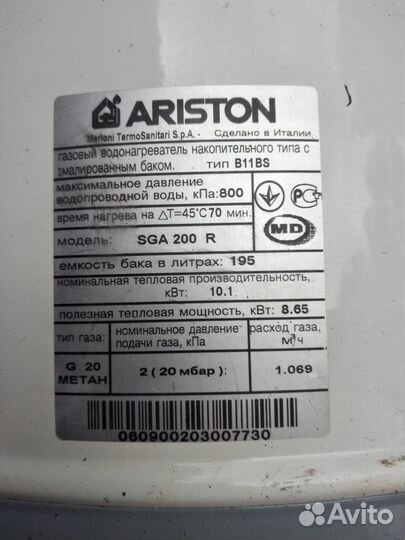 ARISTON
Merloni TermoSanitari S.p.A. - Сделано в Италии
газовый водонагреватель накопительного типа с
эмалированным баком. тип B11BS
максимальное давление
водопроводной воды, кПа: 800
время нагрева на △T=45°C 70 мин.
модель: SGA 200 R
MD
емкость бака в литрах: 195
номинальная тепловая производительность,
кВт: 10.1
полезная тепловая мощность, кВт: 8.65
тип газа: номинальное давление подачи газа, кПа расход газа, м³/ч
G 20 МЕТАН 2 (20 мбар) 1.069
060900203007730
Avito